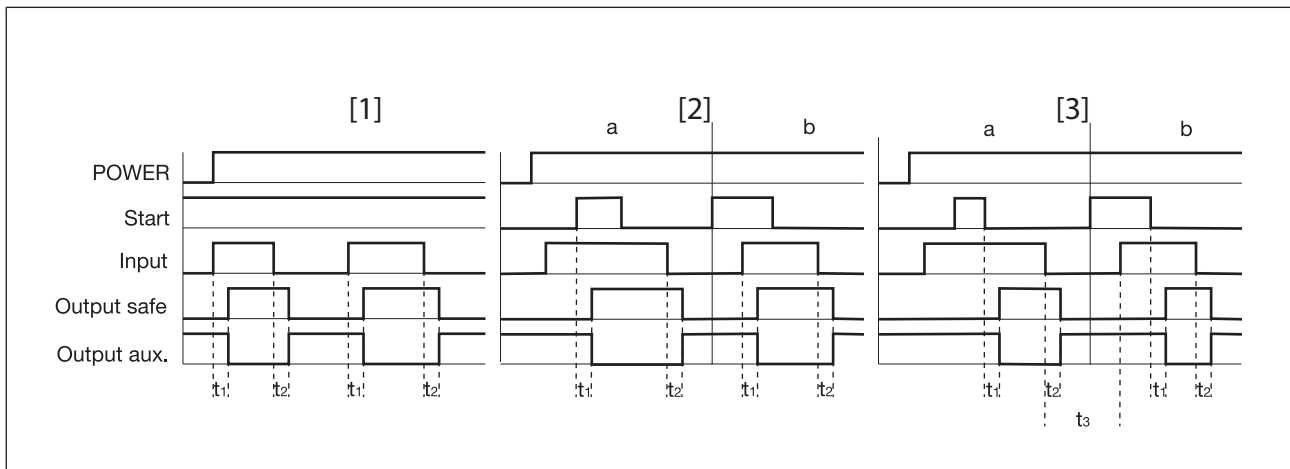 [1] [2] [3]
a b a b
POWER
Start
Input
Output safe
Output aux.
t1 t2 t1 t2 t1 t2 t1 t2 t1 t2 t1 t2
t3